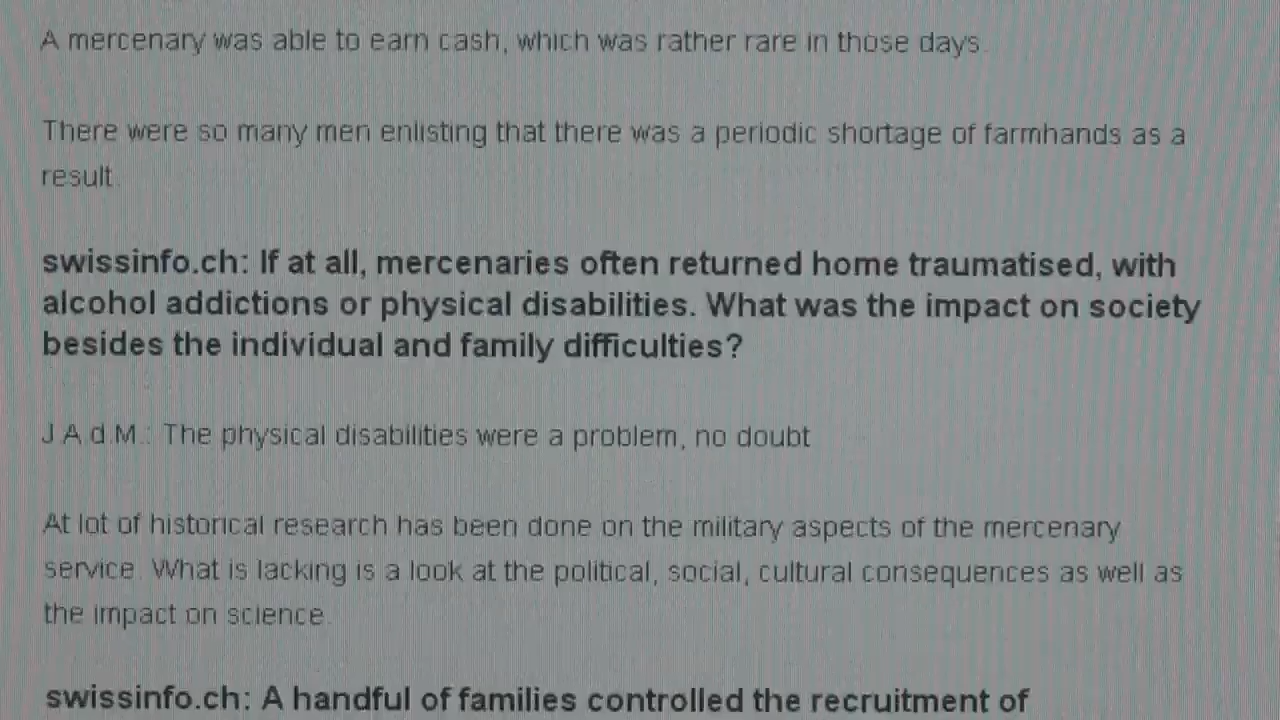 A mercenary was able to earn cash, which was rather rare in those days.
There were so many men enlisting that there was a periodic shortage of farmhands as a
result.
swissinfo.ch: If at all, mercenaries often returned home traumatised, with
alcohol addictions or physical disabilities. What was the impact on society
besides the individual and family difficulties?
J.A.d.M.: The physical disabilities were a problem, no doubt
At lot of historical research has been done on the military aspects of the mercenary
service. What is lacking is a look at the political, social, cultural consequences as well as
the impact on science.
swissinfo.ch: A handful of families controlled the recruitment of